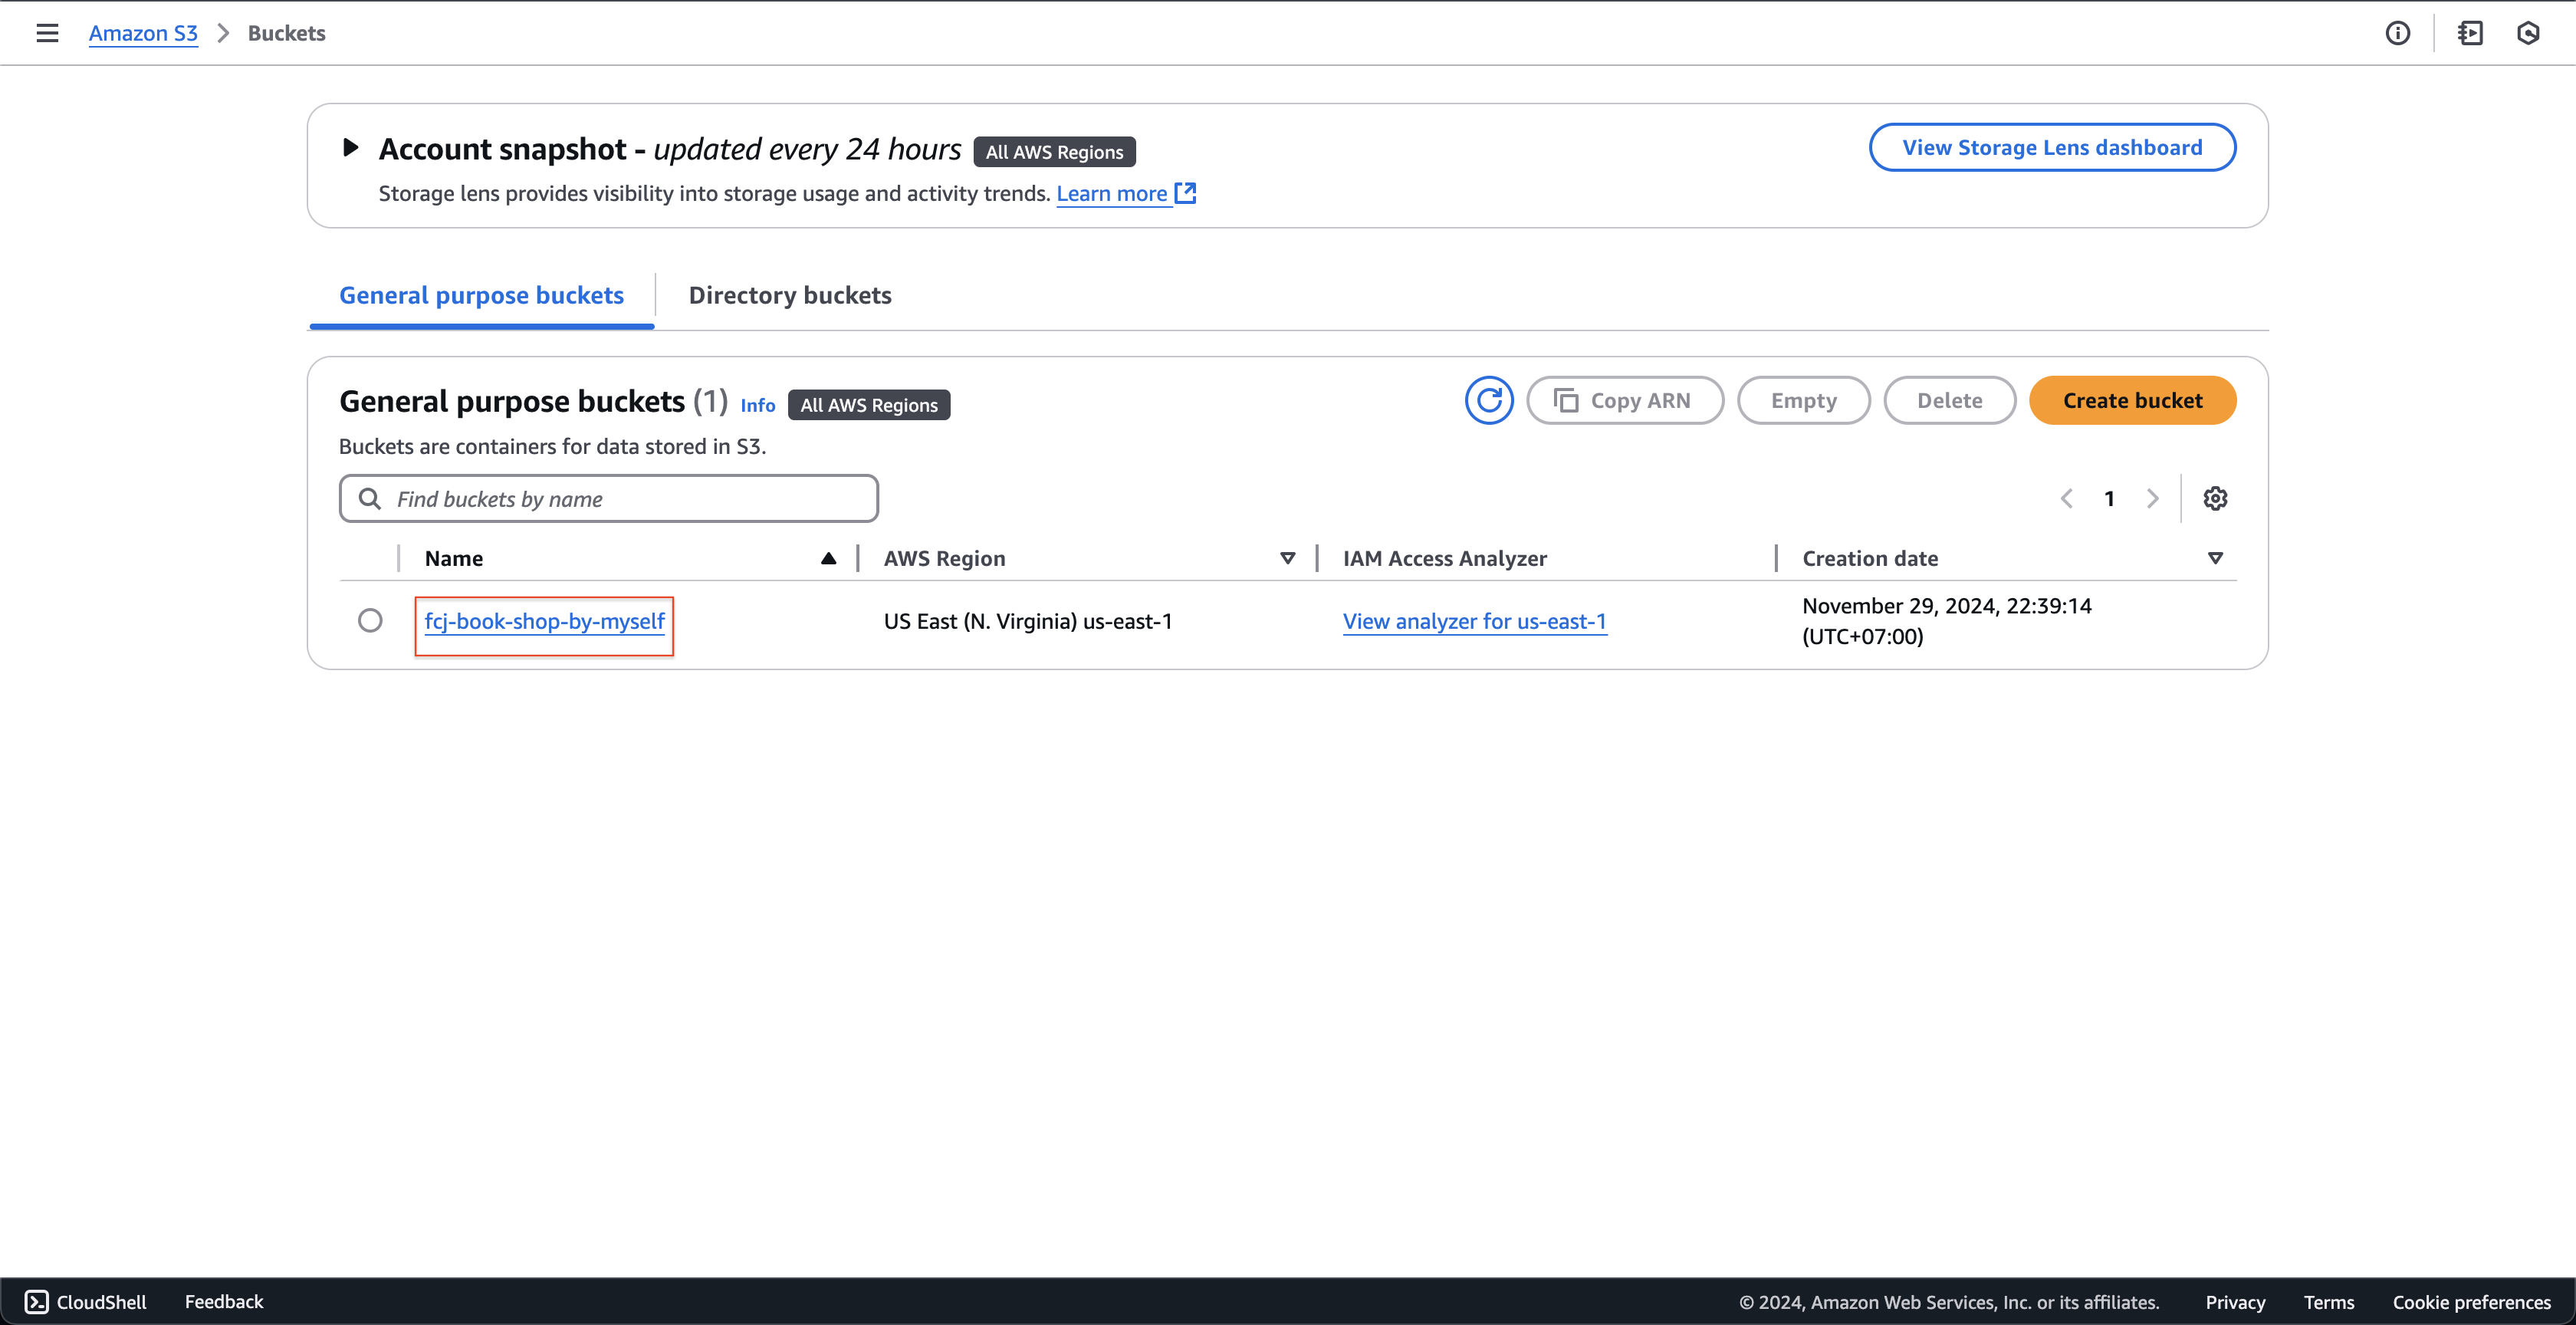 Amazon S3 > Buckets
Account snapshot - updated every 24 hours All AWS Regions
View Storage Lens dashboard
Storage lens provides visibility into storage usage and activity trends. Learn more
General purpose buckets Directory buckets
General purpose buckets (1) Info All AWS Regions
Copy ARN Empty Delete Create bucket
Buckets are containers for data stored in S3.
Find buckets by name
1
Name AWS Region IAM Access Analyzer Creation date
fcj-book-shop-by-myself US East (N. Virginia) us-east-1 View analyzer for us-east-1 November 29, 2024, 22:39:14
(UTC+07:00)
CloudShell Feedback © 2024, Amazon Web Services, Inc. or its affiliates. Privacy Terms Cookie preferences